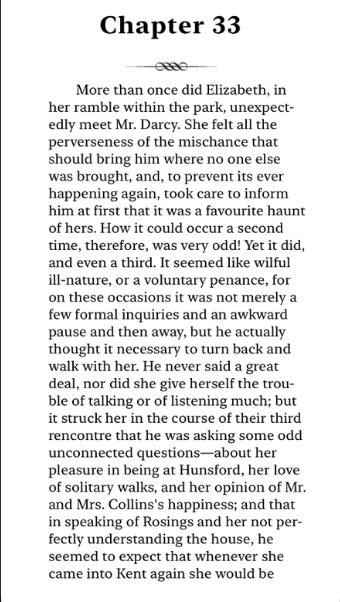 Chapter 33
More than once did Elizabeth, in
her ramble within the park, unexpect-
edly meet Mr. Darcy. She felt all the
perverseness of the mischance that
should bring him where no one else
was brought, and, to prevent its ever
happening again, took care to inform
him at first that it was a favourite haunt
of hers. How it could occur a second
time, therefore, was very odd! Yet it did,
and even a third. It seemed like wilful
ill-nature, or a voluntary penance, for
on these occasions it was not merely a
few formal inquiries and an awkward
pause and then away, but he actually
thought it necessary to turn back and
walk with her. He never said a great
deal, nor did she give herself the trou-
ble of talking or of listening much; but
it struck her in the course of their third
rencontre that he was asking some odd
unconnected questions—about her
pleasure in being at Hunsford, her love
of solitary walks, and her opinion of Mr.
and Mrs. Collins's happiness; and that
in speaking of Rosings and her not per-
fectly understanding the house, he
seemed to expect that whenever she
came into Kent again she would be